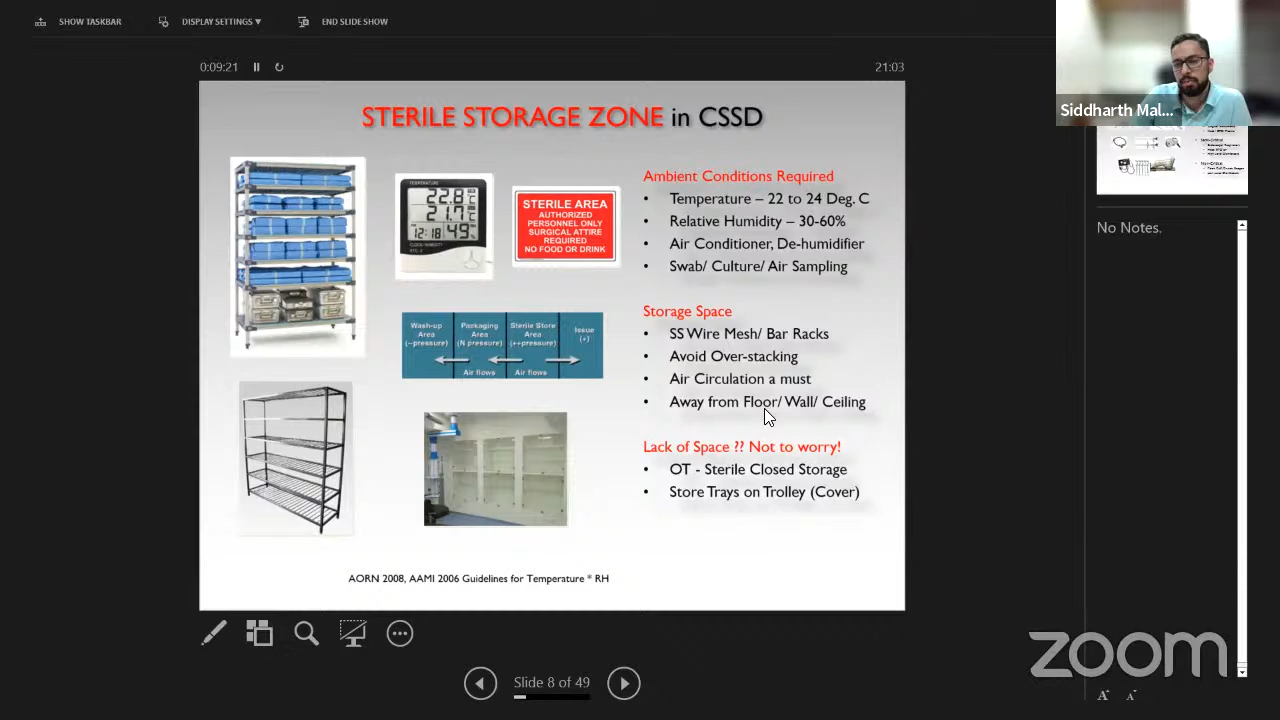 SHOW TASKBAR DISPLAY SETTINGS ▼ END SLIDE SHOW
0:09:21
21:03
STERILE STORAGE ZONE in CSSD
TEMPERATURE
22.8
21.7
12:18 49
STERILE AREA
AUTHORIZED
PERSONNEL ONLY
SURGICAL ATTIRE
REQUIRED
NO FOOD OR DRINK
Wash-up Area (--pressure)
Packaging Area (N pressure)
Sterile Store Area (++pressure)
Issue (+)
Air flows Air flows
Ambient Conditions Required
• Temperature – 22 to 24 Deg. C
• Relative Humidity – 30-60%
• Air Conditioner, De-humidifier
• Swab/ Culture/ Air Sampling
Storage Space
• SS Wire Mesh/ Bar Racks
• Avoid Over-stacking
• Air Circulation a must
• Away from Floor/ Wall/ Ceiling
Lack of Space ?? Not to worry!
• OT - Sterile Closed Storage
• Store Trays on Trolley (Cover)
AORN 2008, AAMI 2006 Guidelines for Temperature * RH
Slide 8 of 49
Siddharth Mal...
No Notes.
zoom
A A